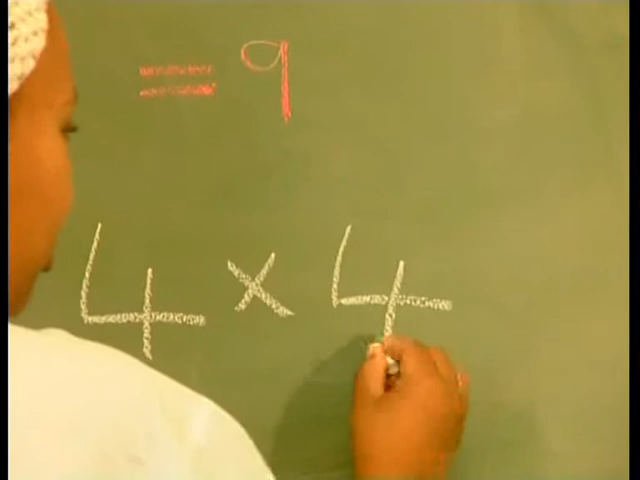 = 9
4 × 4